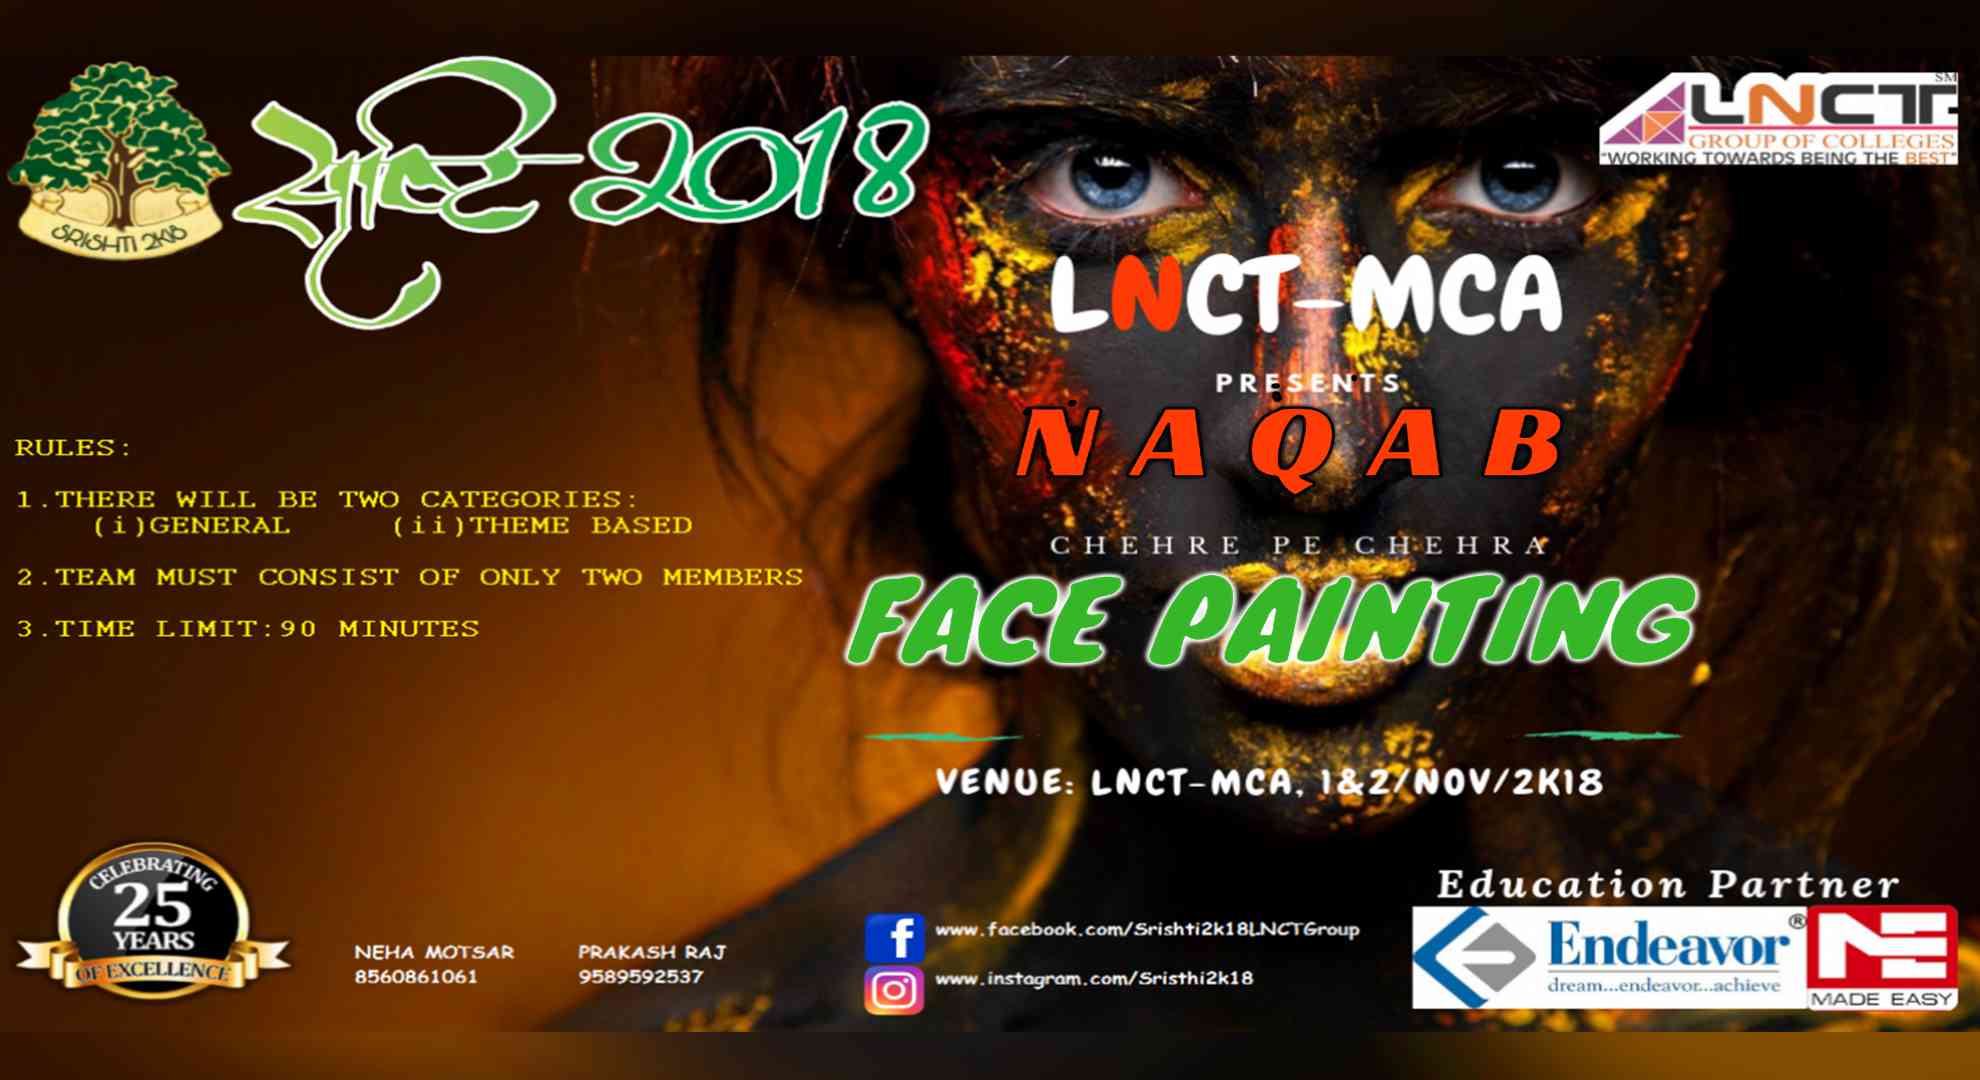 SRISHTI 2K18
सृष्टि-2018
LNCT
SM
GROUP OF COLLEGES
"WORKING TOWARDS BEING THE BEST"
LNCT-MCA
PRESENTS
NAQAB
CHEHRE PE CHEHRA
FACE PAINTING
VENUE: LNCT-MCA, 1&2/NOV/2K18
RULES:
1.THERE WILL BE TWO CATEGORIES:
(i)GENERAL (ii)THEME BASED
2.TEAM MUST CONSIST OF ONLY TWO MEMBERS
3.TIME LIMIT:90 MINUTES
CELEBRATING
25
YEARS
OF EXCELLENCE
NEHA MOTSAR
8560861061
PRAKASH RAJ
9589592537
www.facebook.com/Srishti2k18LNCTGroup
www.instagram.com/Sristhi2k18
Education Partner
Endeavor®
dream...endeavor...achieve
ME
MADE EASY